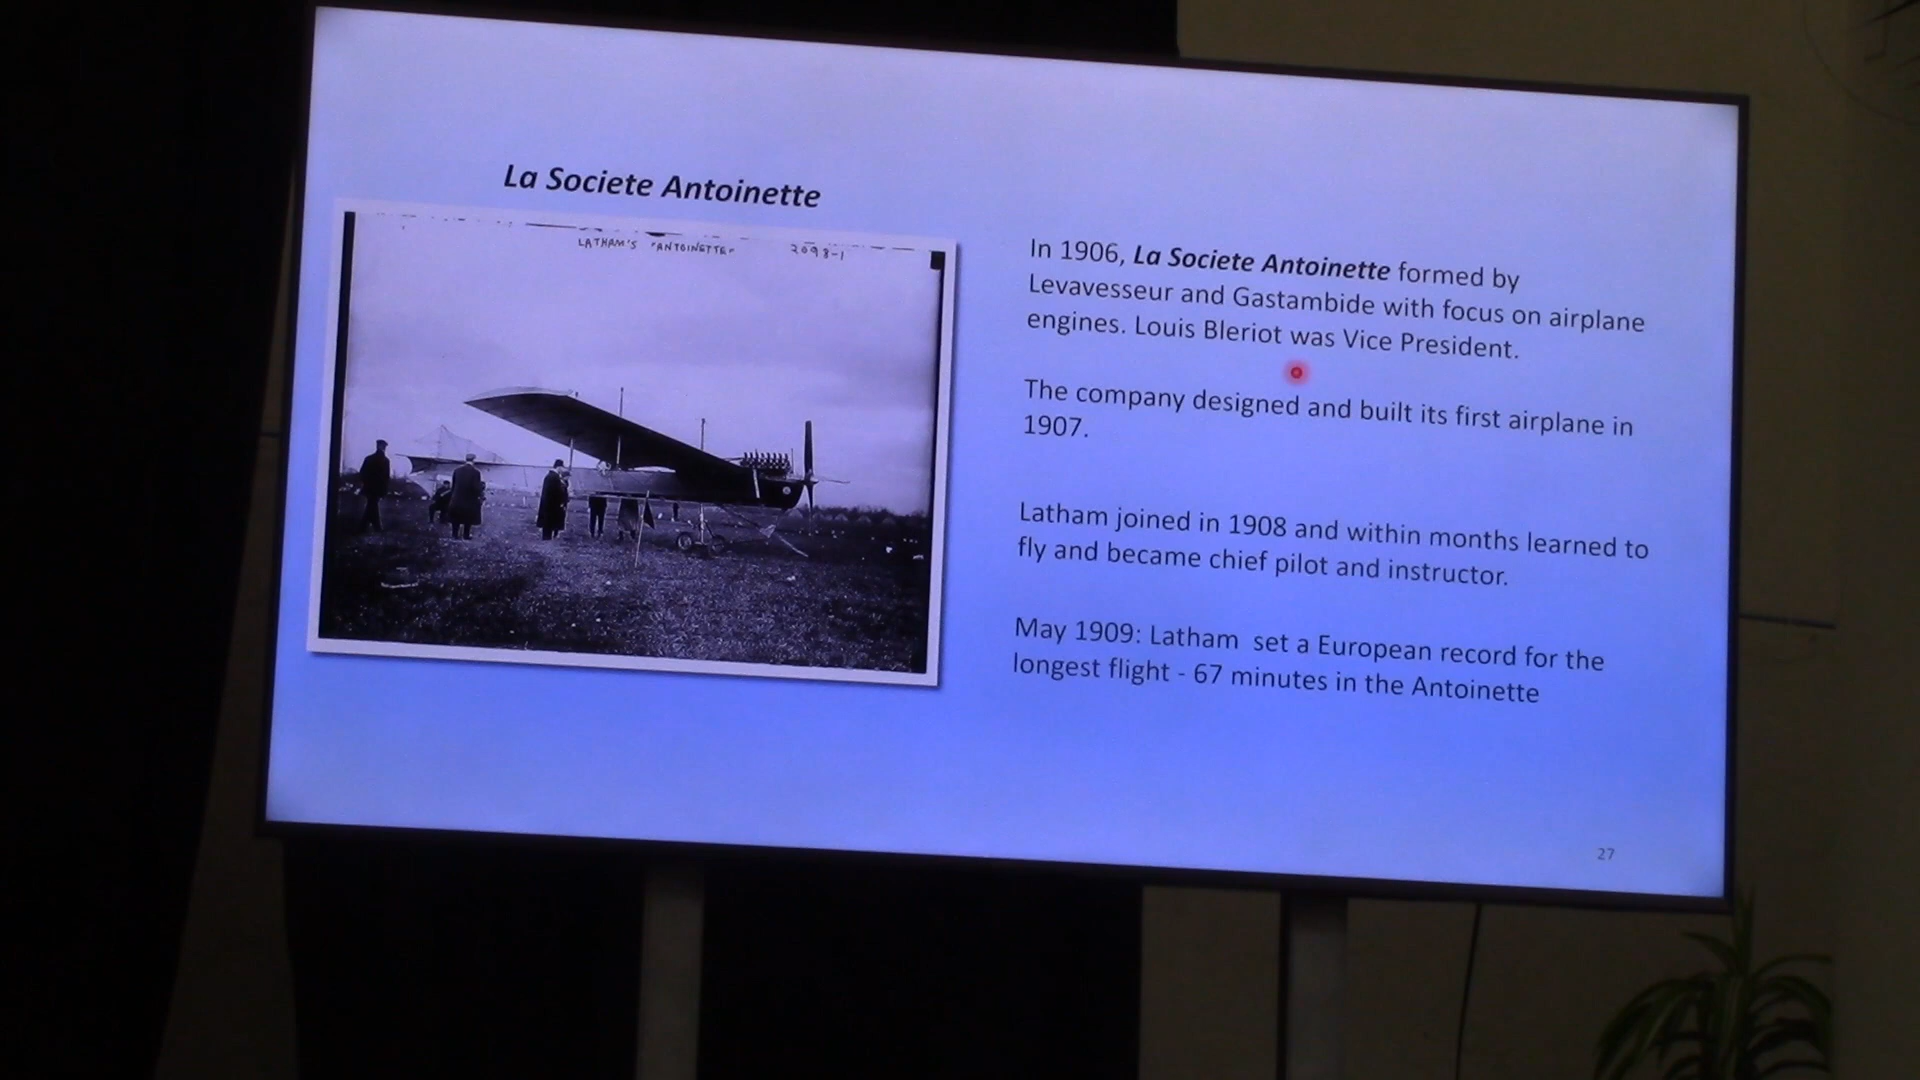 La Societe Antoinette
LATHAM'S "ANTOINETTE" 2098-1
In 1906, La Societe Antoinette formed by
Levavesseur and Gastambide with focus on airplane
engines. Louis Bleriot was Vice President.
The company designed and built its first airplane in
1907.
Latham joined in 1908 and within months learned to
fly and became chief pilot and instructor.
May 1909: Latham set a European record for the
longest flight - 67 minutes in the Antoinette
27